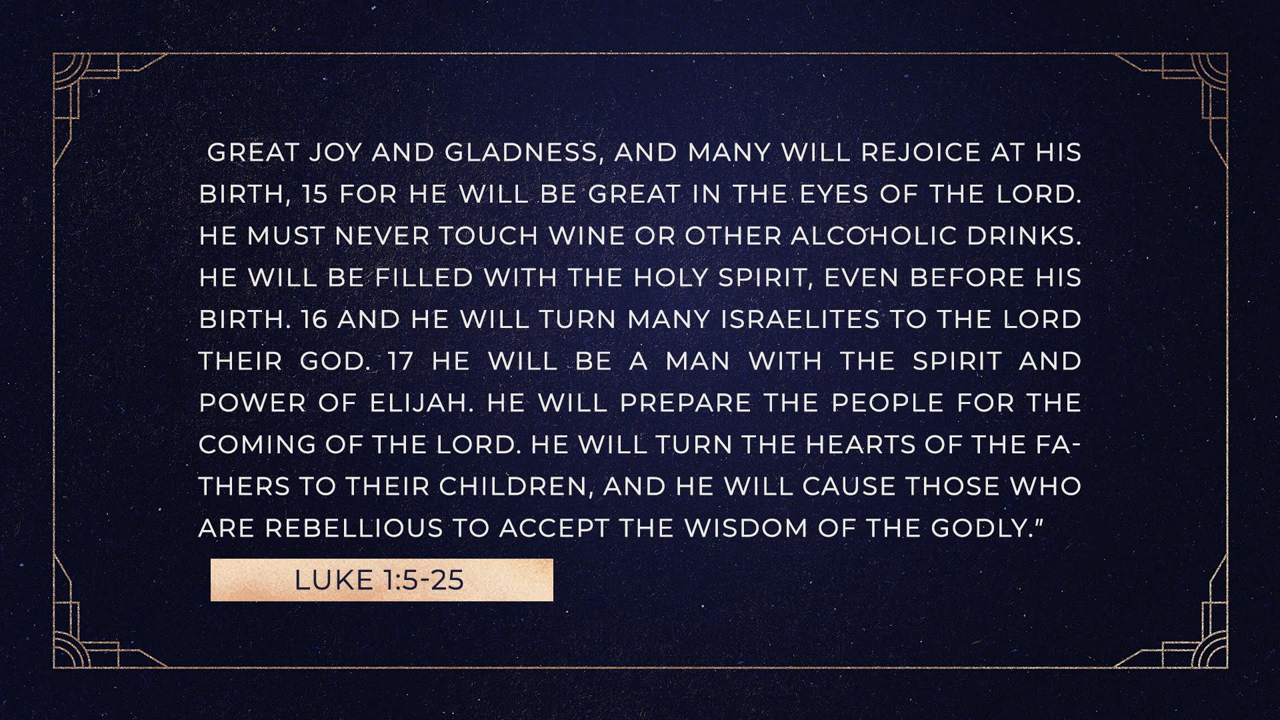 GREAT JOY AND GLADNESS, AND MANY WILL REJOICE AT HIS
BIRTH, 15 FOR HE WILL BE GREAT IN THE EYES OF THE LORD.
HE MUST NEVER TOUCH WINE OR OTHER ALCOHOLIC DRINKS.
HE WILL BE FILLED WITH THE HOLY SPIRIT, EVEN BEFORE HIS
BIRTH. 16 AND HE WILL TURN MANY ISRAELITES TO THE LORD
THEIR GOD. 17 HE WILL BE A MAN WITH THE SPIRIT AND
POWER OF ELIJAH. HE WILL PREPARE THE PEOPLE FOR THE
COMING OF THE LORD. HE WILL TURN THE HEARTS OF THE FA-
THERS TO THEIR CHILDREN, AND HE WILL CAUSE THOSE WHO
ARE REBELLIOUS TO ACCEPT THE WISDOM OF THE GODLY.”
LUKE 1:5-25